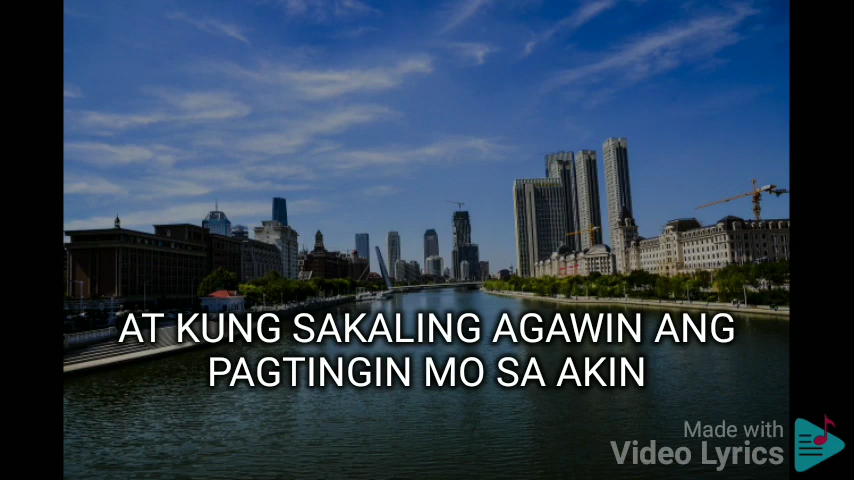 AT KUNG SAKALING AGAWIN ANG
PAGTINGIN MO SA AKIN
Made with
Video Lyrics